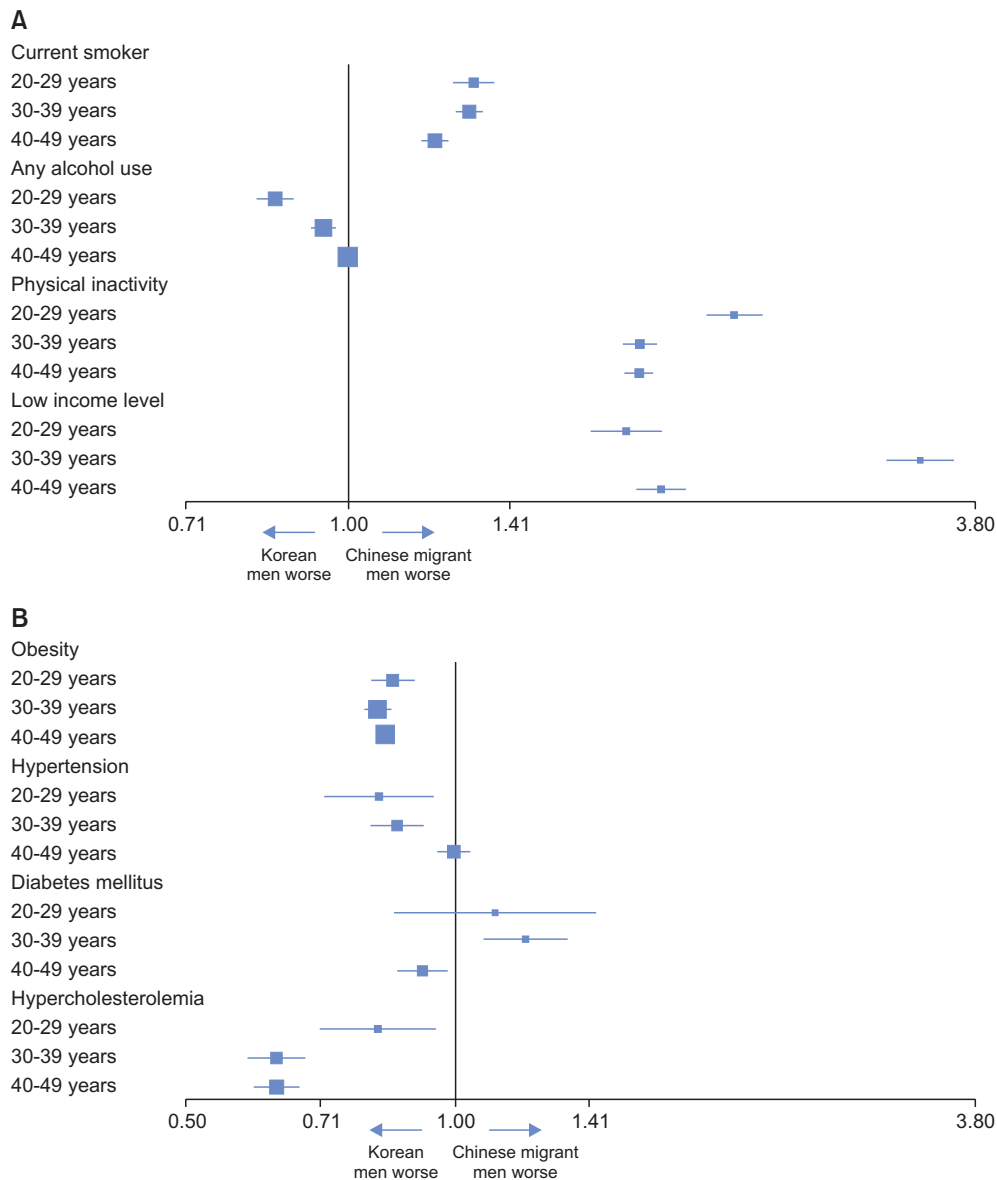 A
Current smoker
20-29 years
30-39 years
40-49 years
Any alcohol use
20-29 years
30-39 years
40-49 years
Physical inactivity
20-29 years
30-39 years
40-49 years
Low income level
20-29 years
30-39 years
40-49 years
0.71 1.00 1.41 3.80
Korean Chinese migrant
men worse men worse
B
Obesity
20-29 years
30-39 years
40-49 years
Hypertension
20-29 years
30-39 years
40-49 years
Diabetes mellitus
20-29 years
30-39 years
40-49 years
Hypercholesterolemia
20-29 years
30-39 years
40-49 years
0.50 0.71 1.00 1.41 3.80
Korean Chinese migrant
men worse men worse